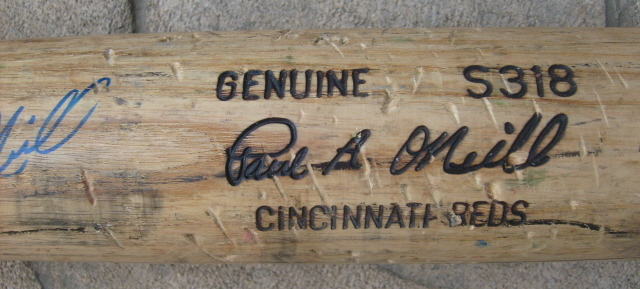 GENUINE S318
Paul A. O'Neill
CINCINNATI REDS